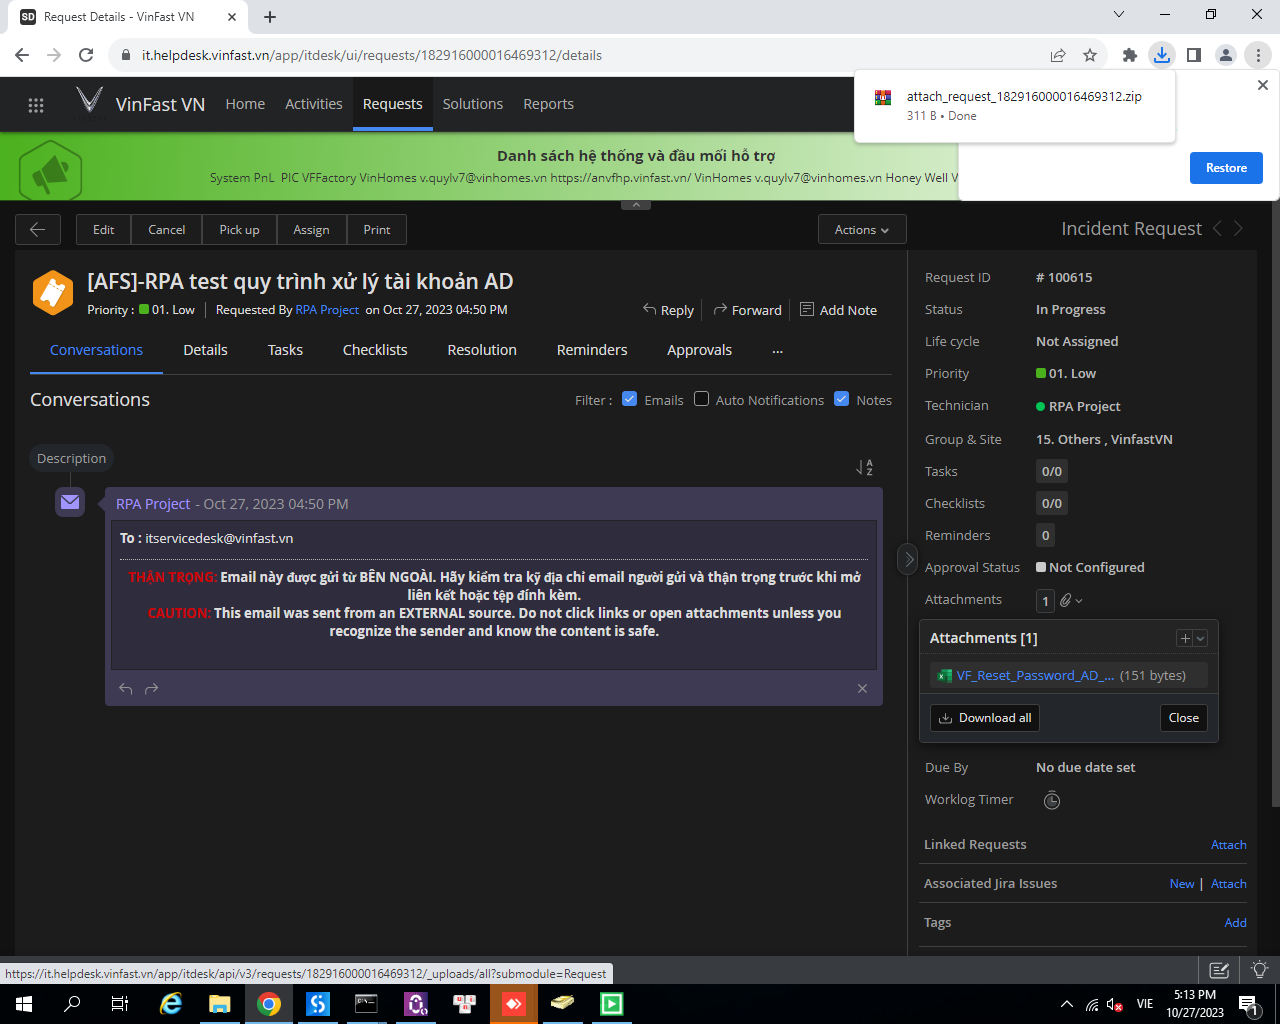 SD Request Details - VinFast VN
it.helpdesk.vinfast.vn/app/itdesk/ui/requests/182916000016469312/details
VinFast VN Home Activities Requests Solutions Reports
attach_request_182916000016469312.zip
311 B • Done
Restore
Danh sách hệ thống và đầu mối hỗ trợ
System PnL PIC VFFactory VinHomes v.quylv7@vinhomes.vn https://anvfhp.vinfast.vn/ VinHomes v.quylv7@vinhomes.vn Honey Well V
Edit Cancel Pick up Assign Print Actions
Incident Request
[AFS]-RPA test quy trình xử lý tài khoản AD
Priority : 01. Low Requested By RPA Project on Oct 27, 2023 04:50 PM
Reply Forward Add Note
Conversations Details Tasks Checklists Resolution Reminders Approvals ...
Conversations
Filter : Emails Auto Notifications Notes
Description
A
Z
RPA Project - Oct 27, 2023 04:50 PM
To : itservicedesk@vinfast.vn
THẬN TRỌNG: Email này được gửi từ BÊN NGOÀI. Hãy kiểm tra kỹ địa chỉ email người gửi và thận trọng trước khi mở
liên kết hoặc tệp đính kèm.
CAUTION: This email was sent from an EXTERNAL source. Do not click links or open attachments unless you
recognize the sender and know the content is safe.
Request ID # 100615
Status In Progress
Life cycle Not Assigned
Priority 01. Low
Technician RPA Project
Group & Site 15. Others , VinfastVN
Tasks 0/0
Checklists 0/0
Reminders 0
Approval Status Not Configured
Attachments 1
Attachments [1]
VF_Reset_Password_AD_... (151 bytes)
Download all Close
Due By No due date set
Worklog Timer
Linked Requests Attach
Associated Jira Issues New | Attach
Tags Add
https://it.helpdesk.vinfast.vn/app/itdesk/api/v3/requests/182916000016469312/_uploads/all?submodule=Request
VIE
5:13 PM
10/27/2023
1